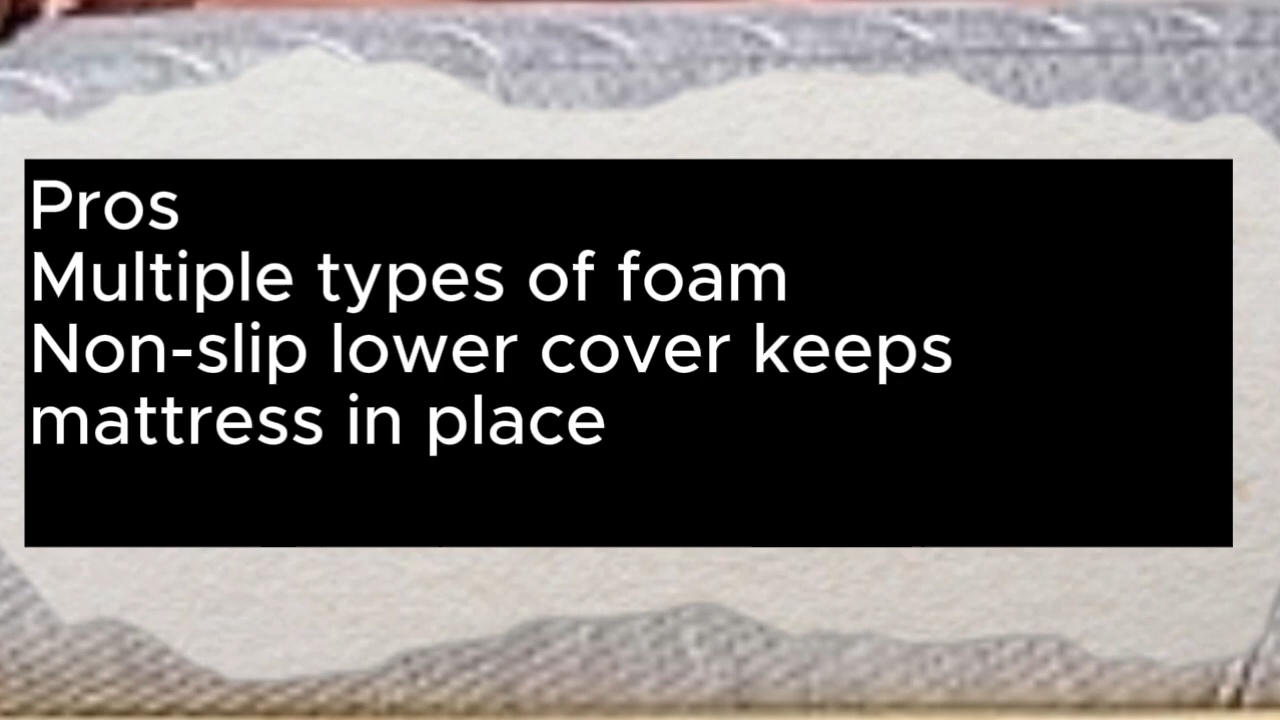 Pros
Multiple types of foam
Non-slip lower cover keeps
mattress in place